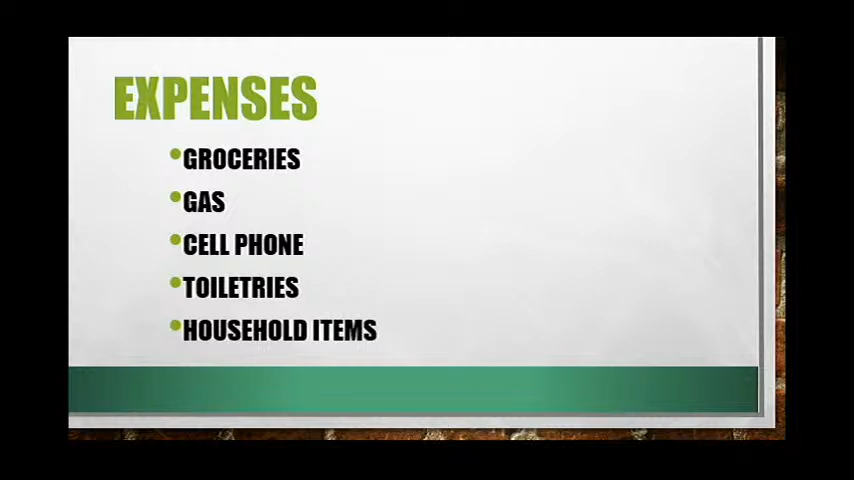 EXPENSES
•GROCERIES
•GAS
•CELL PHONE
•TOILETRIES
•HOUSEHOLD ITEMS